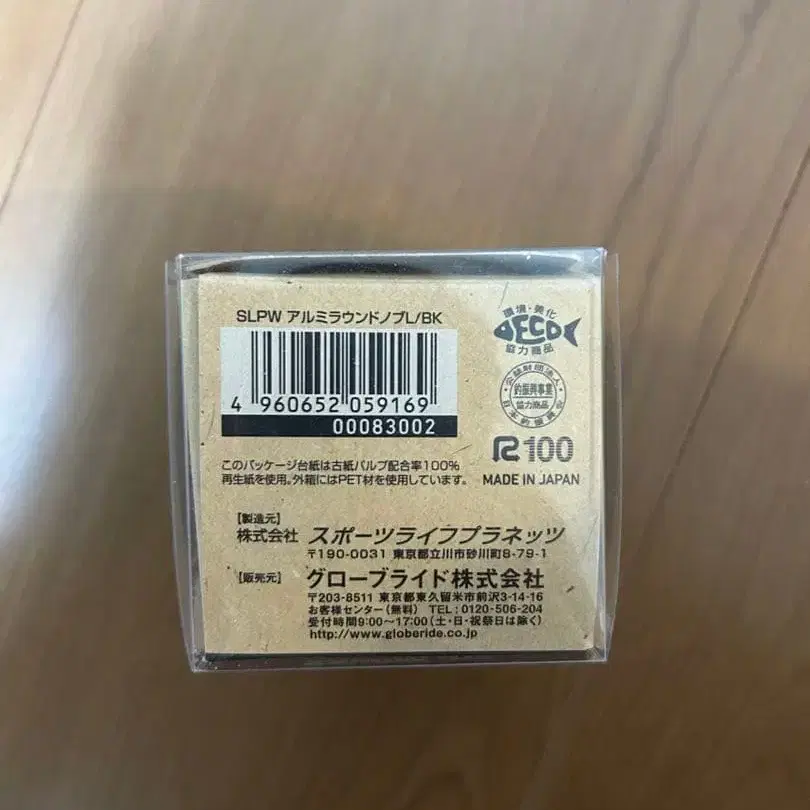 SLPW アルミラウンドノブL/BK
4 960652 059169
00083002
環境・美化
ECO
協力商品
公益財団法人
釣振興事業
協力商品
R100
MADE IN JAPAN
このパッケージ台紙は古紙パルプ配合率100%
再生紙を使用。外箱にはPET材を使用しています。
【製造元】
株式会社 スポーツライフプラネッツ
〒190-0031 東京都立川市砂川町8-79-1
【販売元】 グローブライド株式会社
〒203-8511 東京都東久留米市前沢3-14-16
お客様センター(無料) TEL:0120-506-204
受付時間9:00~17:00(土・日・祝祭日は除く)
http://www.globeride.co.jp